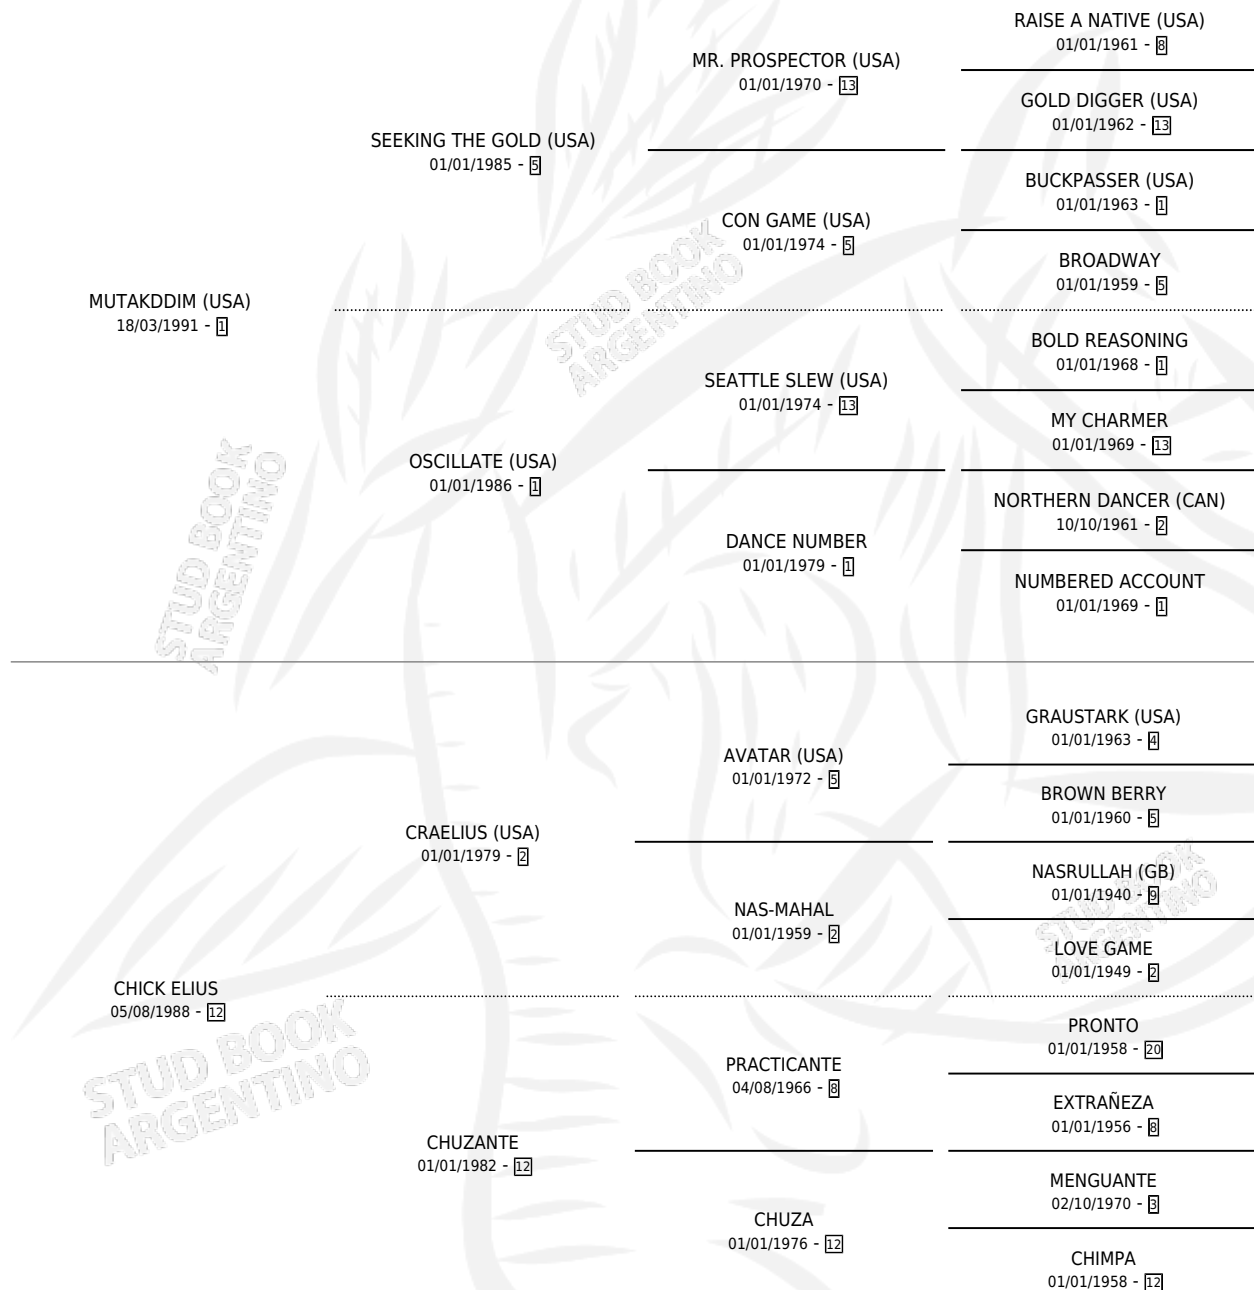 RAISE A NATIVE (USA)
01/01/1961 - 8
MR. PROSPECTOR (USA)
01/01/1970 - 13
GOLD DIGGER (USA)
01/01/1962 - 13
SEEKING THE GOLD (USA)
01/01/1985 - 5
BUCKPASSER (USA)
01/01/1963 - 1
CON GAME (USA)
01/01/1974 - 5
BROADWAY
01/01/1959 - 5
MUTAKDDIM (USA)
18/03/1991 - 1
BOLD REASONING
01/01/1968 - 1
SEATTLE SLEW (USA)
01/01/1974 - 13
MY CHARMER
01/01/1969 - 13
OSCILLATE (USA)
01/01/1986 - 1
NORTHERN DANCER (CAN)
10/10/1961 - 2
DANCE NUMBER
01/01/1979 - 1
NUMBERED ACCOUNT
01/01/1969 - 1
GRAUSTARK (USA)
01/01/1963 - 4
AVATAR (USA)
01/01/1972 - 5
BROWN BERRY
01/01/1960 - 5
CRAELIUS (USA)
01/01/1979 - 2
NASRULLAH (GB)
01/01/1940 - 9
NAS-MAHAL
01/01/1959 - 2
LOVE GAME
01/01/1949 - 2
CHICK ELIUS
05/08/1988 - 12
PRONTO
01/01/1958 - 20
PRACTICANTE
04/08/1966 - 8
EXTRAÑEZA
01/01/1956 - 8
CHUZANTE
01/01/1982 - 12
MENGUANTE
02/10/1970 - 3
CHUZA
01/01/1976 - 12
CHIMPA
01/01/1958 - 12
STUD BOOK
ARGENTINO
STUD BOOK
ARGENTINO
STUD BOOK
ARGENTINO
STUD BOOK
ARGENTINO